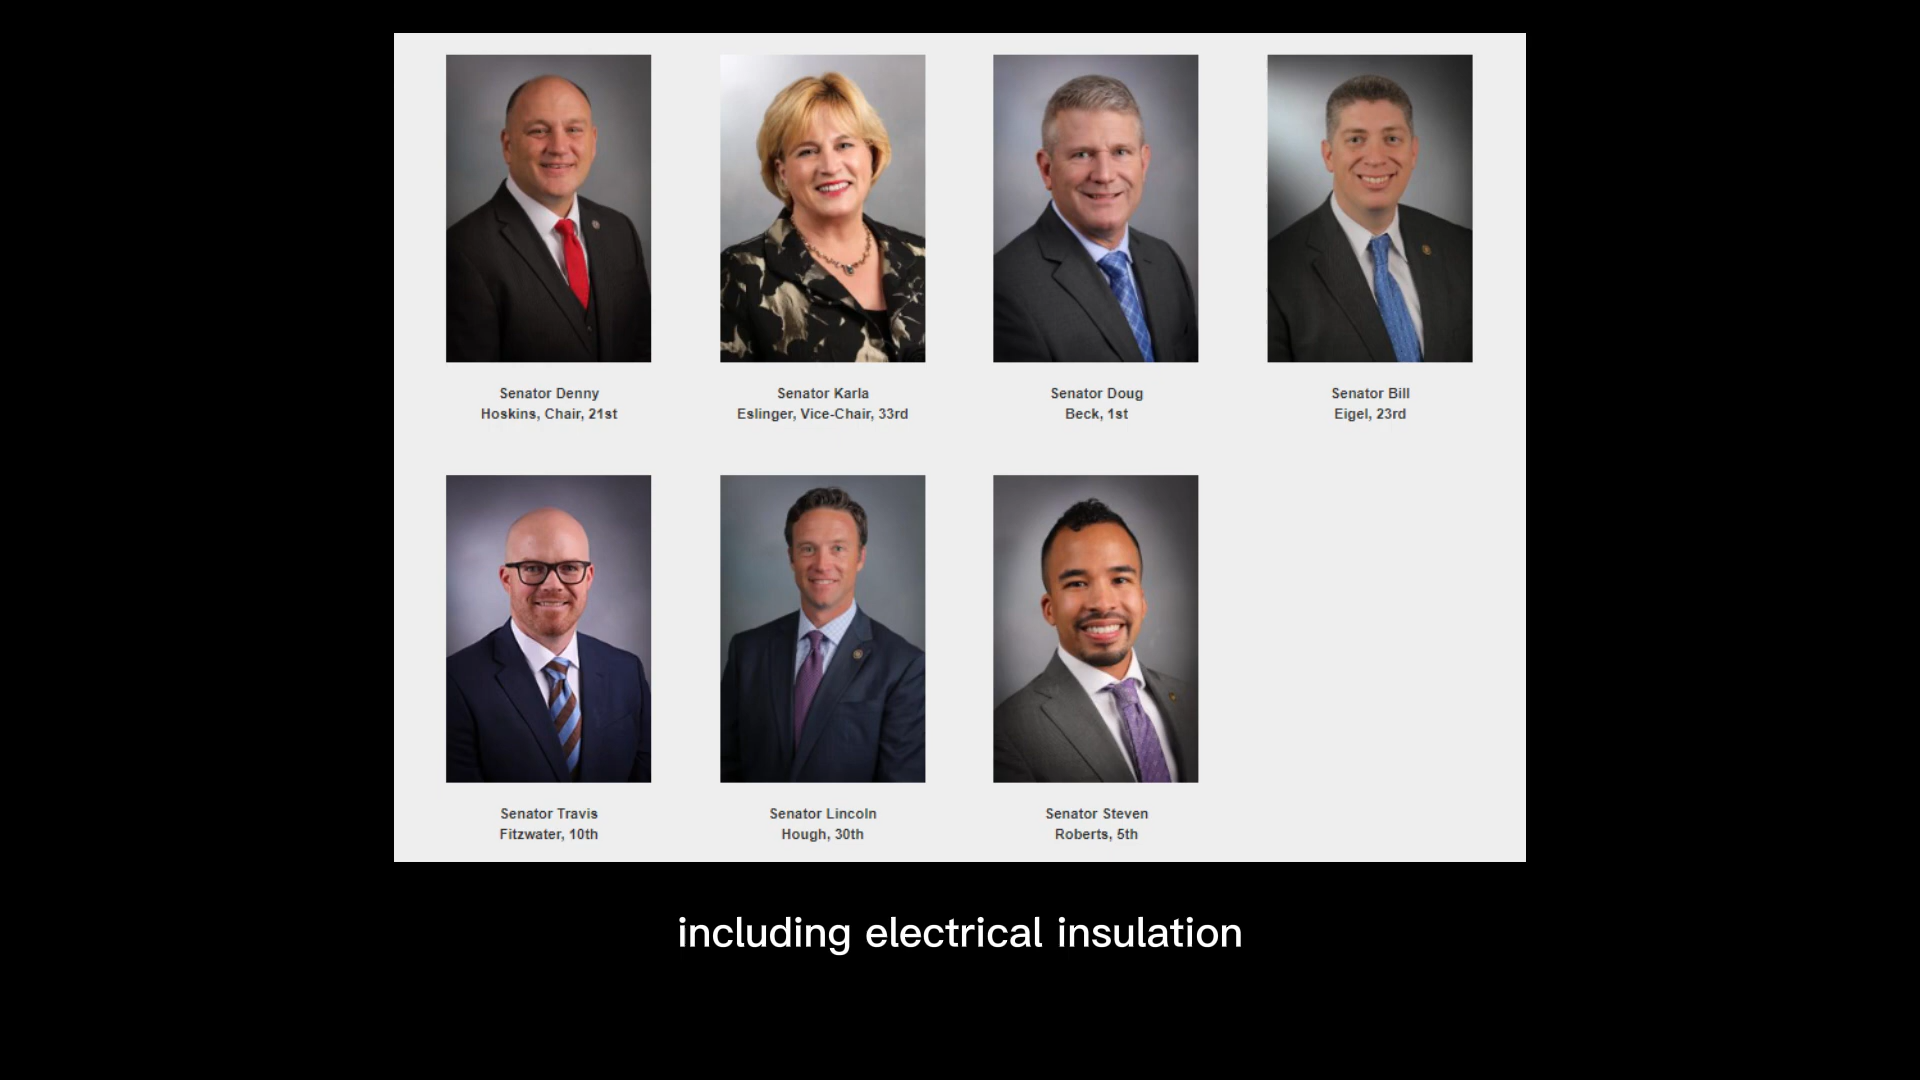 Senator Denny
Hoskins, Chair, 21st
Senator Karla
Eslinger, Vice-Chair, 33rd
Senator Doug
Beck, 1st
Senator Bill
Eigel, 23rd
Senator Travis
Fitzwater, 10th
Senator Lincoln
Hough, 30th
Senator Steven
Roberts, 5th
including electrical insulation